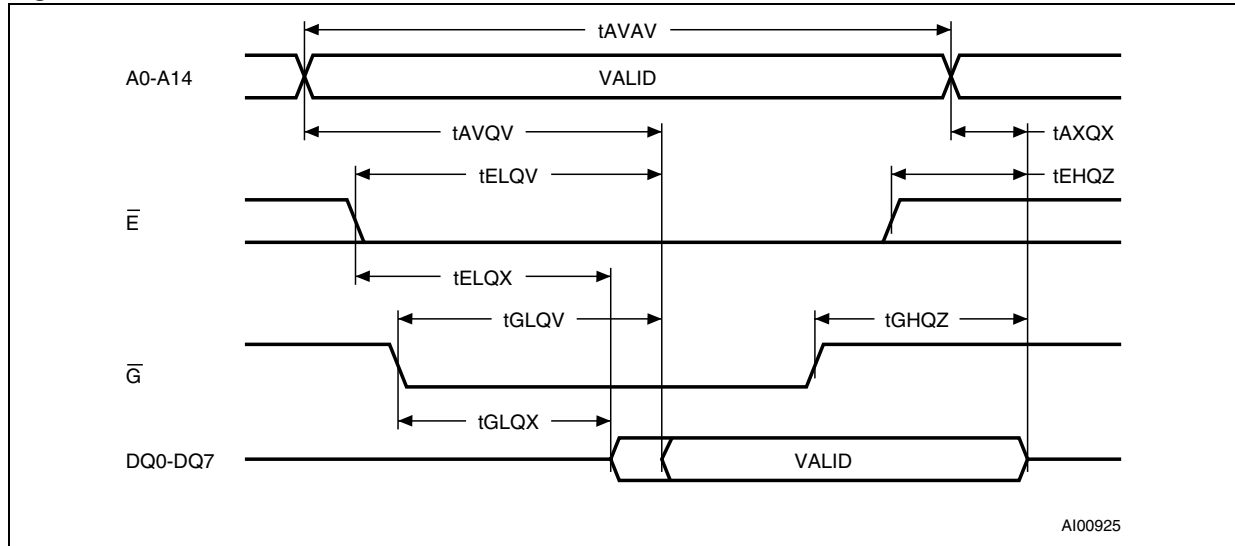 tAVAV
A0-A14
VALID
tAVQV
tAXQX
tELQV
tEHQZ
E̅
tELQX
tGLQV
tGHQZ
G̅
tGLQX
DQ0-DQ7
VALID
AI00925